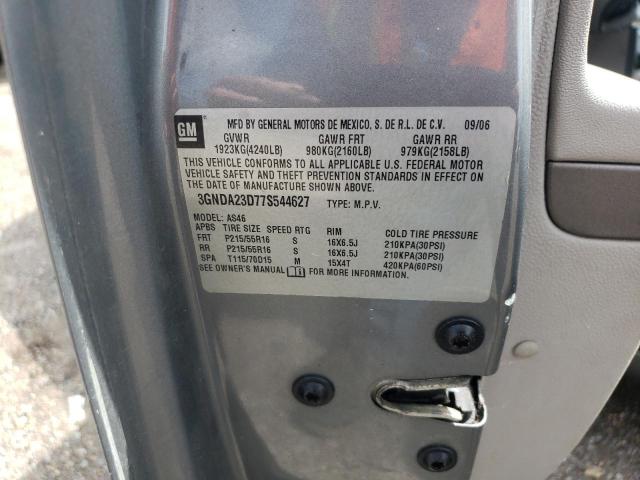 GM MFD BY GENERAL MOTORS DE MEXICO, S. DE R.L. DE C.V. 09/06
GVWR GAWR FRT GAWR RR
1923KG(4240LB) 980KG(2160LB) 979KG(2158LB)
THIS VEHICLE CONFORMS TO ALL APPLICABLE U.S. FEDERAL MOTOR
VEHICLE SAFETY AND THEFT PREVENTION STANDARDS IN EFFECT ON
THE DATE OF MANUFACTURE SHOWN ABOVE.
3GNDA23D77S544627 TYPE: M.P.V.
MODEL: AS46
APBS TIRE SIZE SPEED RTG RIM COLD TIRE PRESSURE
FRT P215/55R16 S 16X6.5J 210KPA(30PSI)
RR P215/55R16 S 16X6.5J 210KPA(30PSI)
SPA T115/70D15 M 15X4T 420KPA(60PSI)
SEE OWNER'S MANUAL FOR MORE INFORMATION.